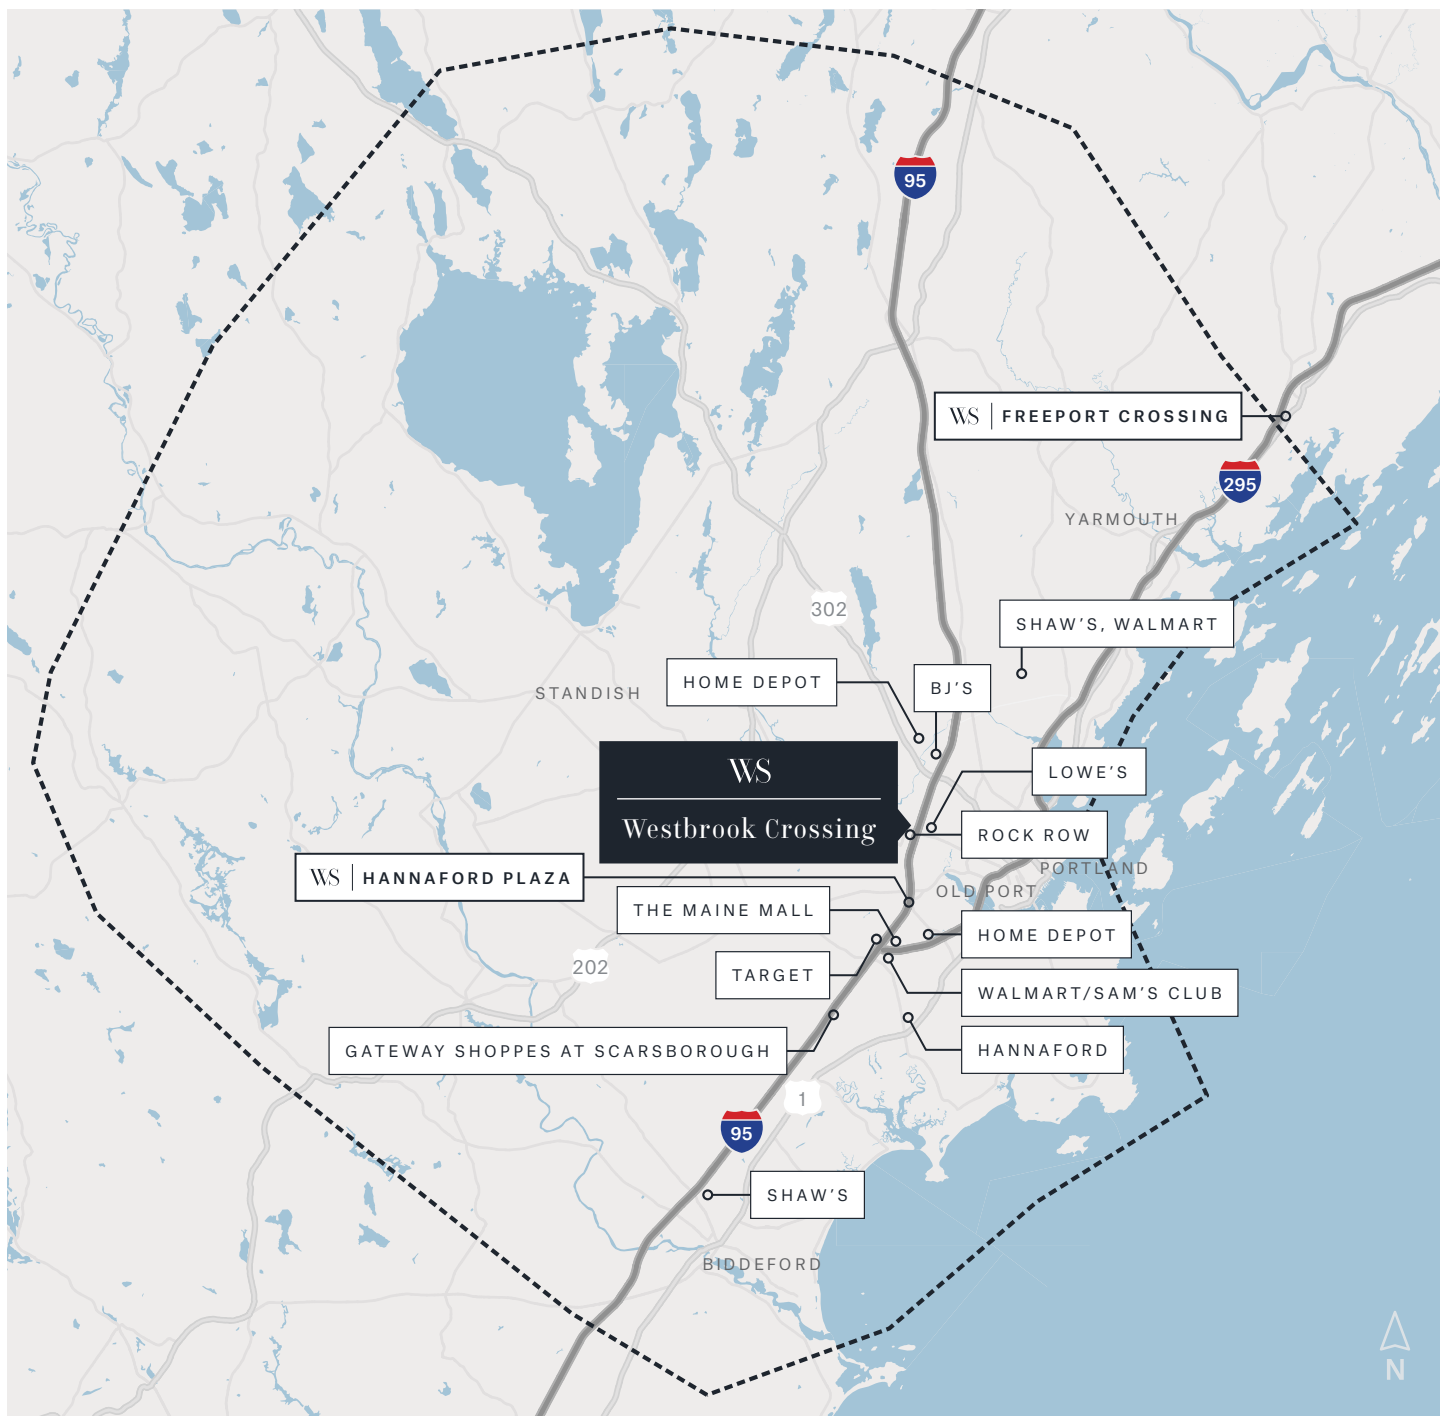 95
WS FREEPORT CROSSING
295
YARMOUTH
302
SHAW'S, WALMART
HOME DEPOT
BJ'S
STANDISH
WS
Westbrook Crossing
LOWE'S
ROCK ROW
PORTLAND
WS HANNAFORD PLAZA
OLD PORT
THE MAINE MALL
HOME DEPOT
202
TARGET
WALMART/SAM'S CLUB
GATEWAY SHOPPES AT SCARSBOROUGH
HANNAFORD
1
95
SHAW'S
BIDDEFORD
N